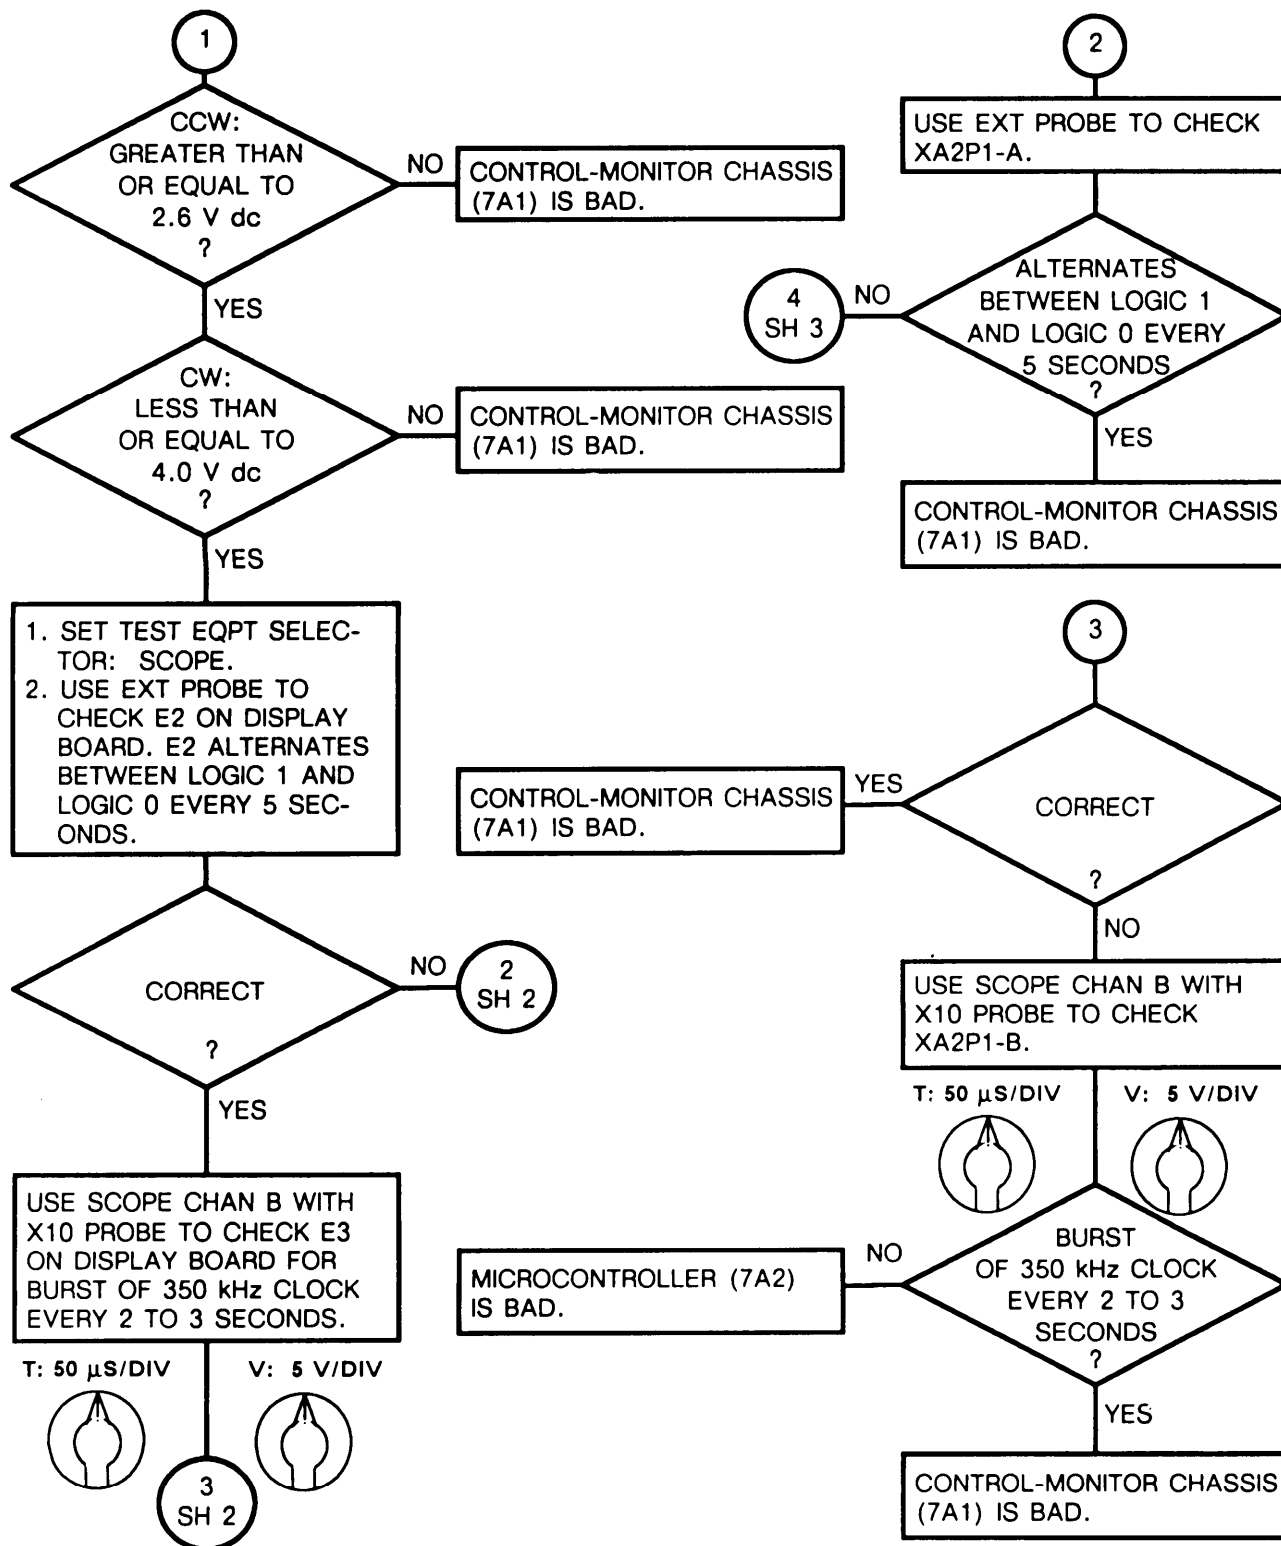 1
CCW:
GREATER THAN
OR EQUAL TO
2.6 V dc
?
NO
CONTROL-MONITOR CHASSIS
(7A1) IS BAD.
YES
CW:
LESS THAN
OR EQUAL TO
4.0 V dc
?
NO
CONTROL-MONITOR CHASSIS
(7A1) IS BAD.
YES
1. SET TEST EQPT SELEC-
TOR: SCOPE.
2. USE EXT PROBE TO
CHECK E2 ON DISPLAY
BOARD. E2 ALTERNATES
BETWEEN LOGIC 1 AND
LOGIC 0 EVERY 5 SEC-
ONDS.
CORRECT
?
NO
2
SH 2
YES
USE SCOPE CHAN B WITH
X10 PROBE TO CHECK E3
ON DISPLAY BOARD FOR
BURST OF 350 kHz CLOCK
EVERY 2 TO 3 SECONDS.
T: 50 µS/DIV
V: 5 V/DIV
3
SH 2
2
USE EXT PROBE TO CHECK
XA2P1-A.
ALTERNATES
BETWEEN LOGIC 1
AND LOGIC 0 EVERY
5 SECONDS
?
NO
4
SH 3
YES
CONTROL-MONITOR CHASSIS
(7A1) IS BAD.
3
CORRECT
?
YES
CONTROL-MONITOR CHASSIS
(7A1) IS BAD.
NO
USE SCOPE CHAN B WITH
X10 PROBE TO CHECK
XA2P1-B.
T: 50 µS/DIV
V: 5 V/DIV
BURST
OF 350 kHz CLOCK
EVERY 2 TO 3
SECONDS
?
NO
MICROCONTROLLER (7A2)
IS BAD.
YES
CONTROL-MONITOR CHASSIS
(7A1) IS BAD.